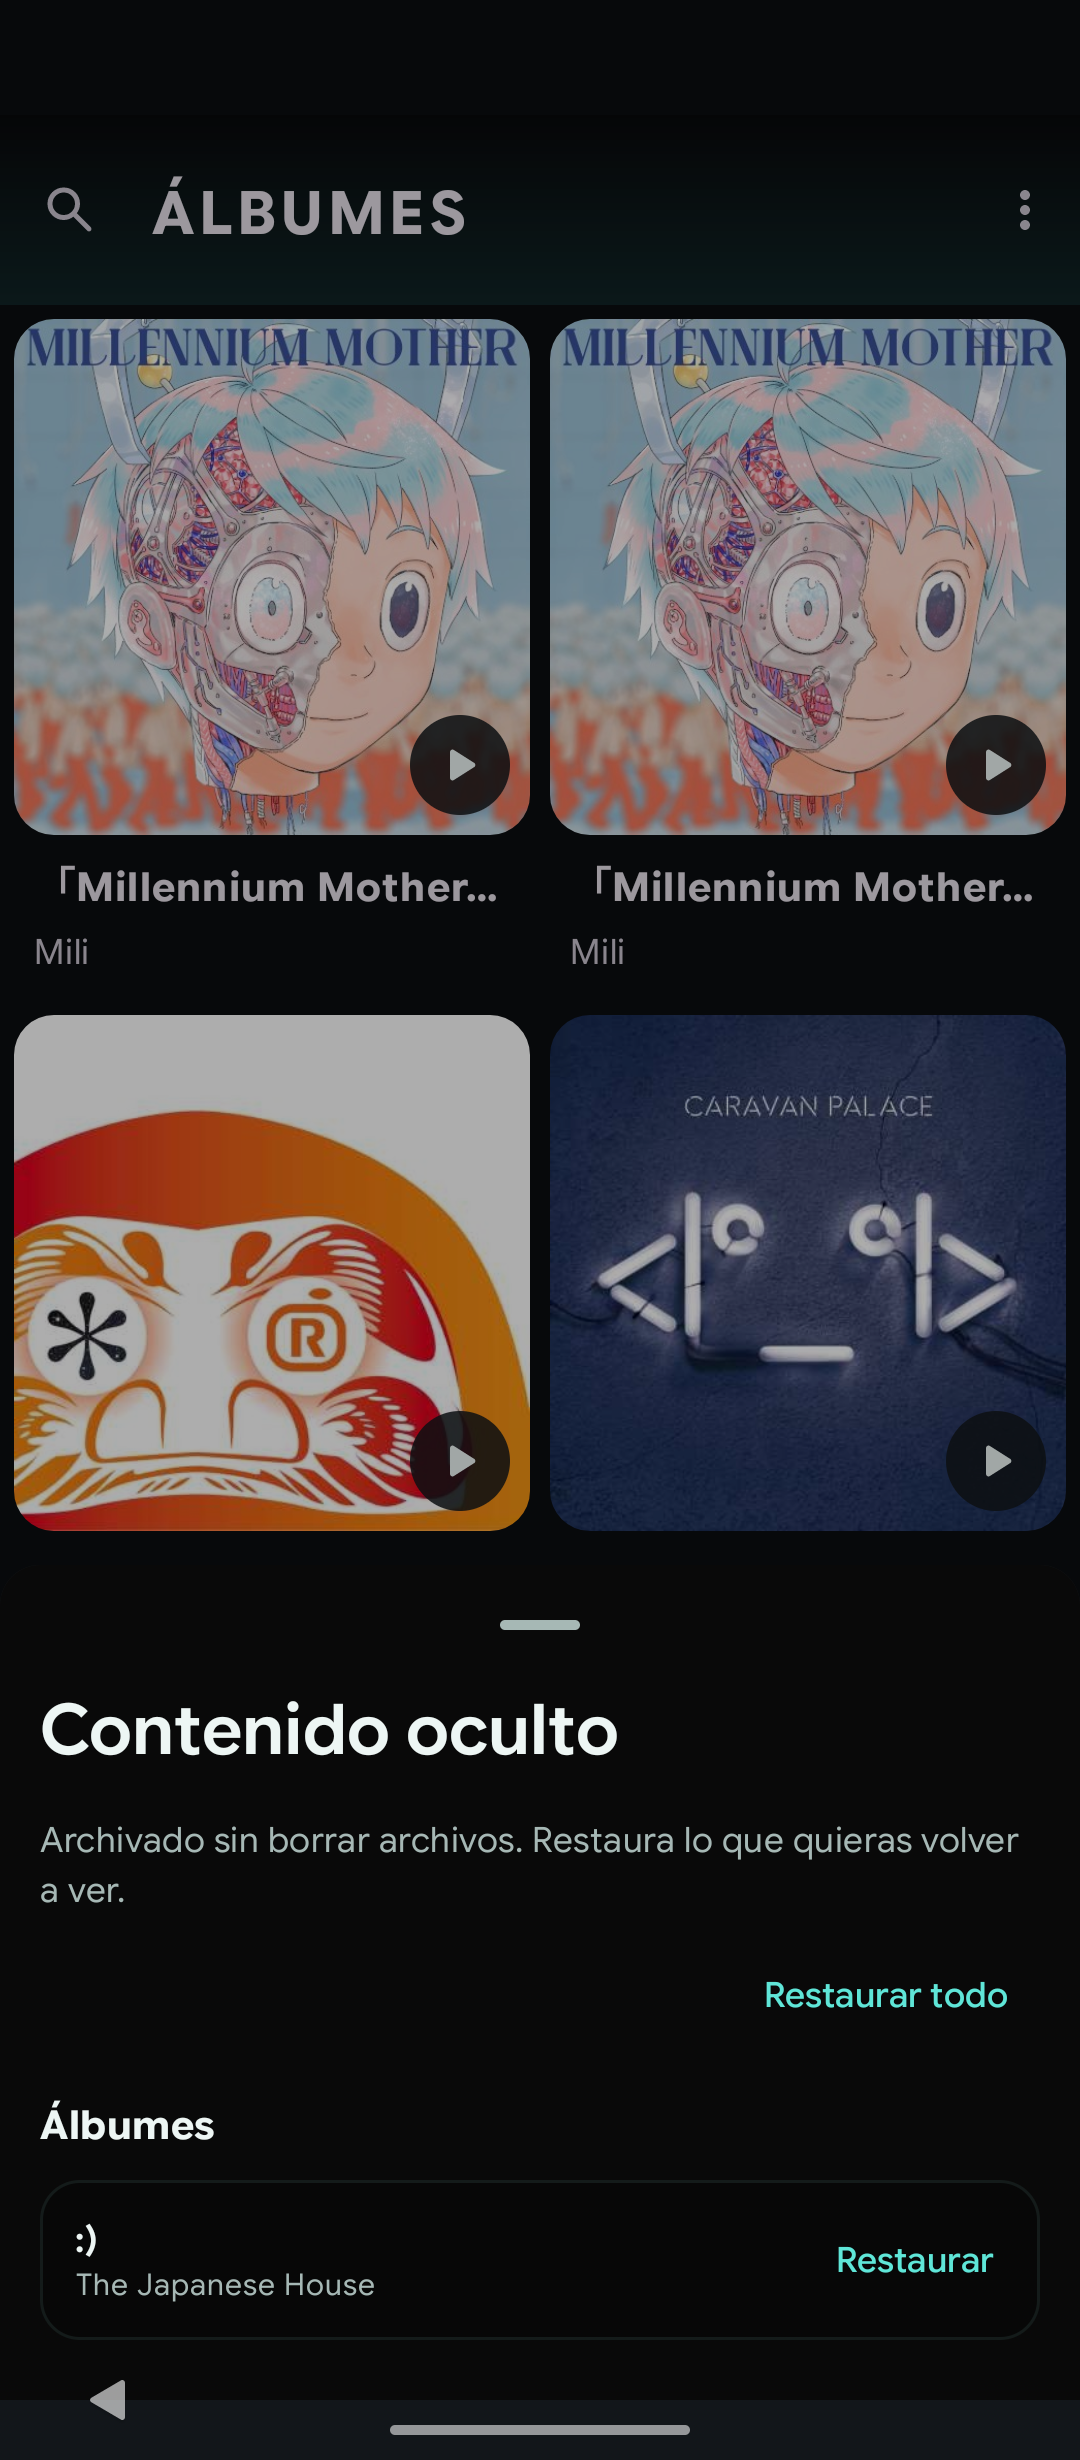 ÁLBUMES
MILLENNIUM MOTHER
MILLENNIUM MOTHER
「Millennium Mother...
「Millennium Mother...
Mili
Mili
CARAVAN PALACE
<|° °|>
_
R
Contenido oculto
Archivado sin borrar archivos. Restaura lo que quieras volver
a ver.
Restaurar todo
Álbumes
:)
The Japanese House
Restaurar